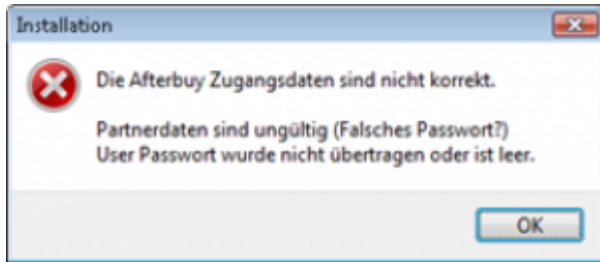 Installation
Die Afterbuy Zugangsdaten sind nicht korrekt.
Partnerdaten sind ungültig (Falsches Passwort?)
User Passwort wurde nicht übertragen oder ist leer.
OK